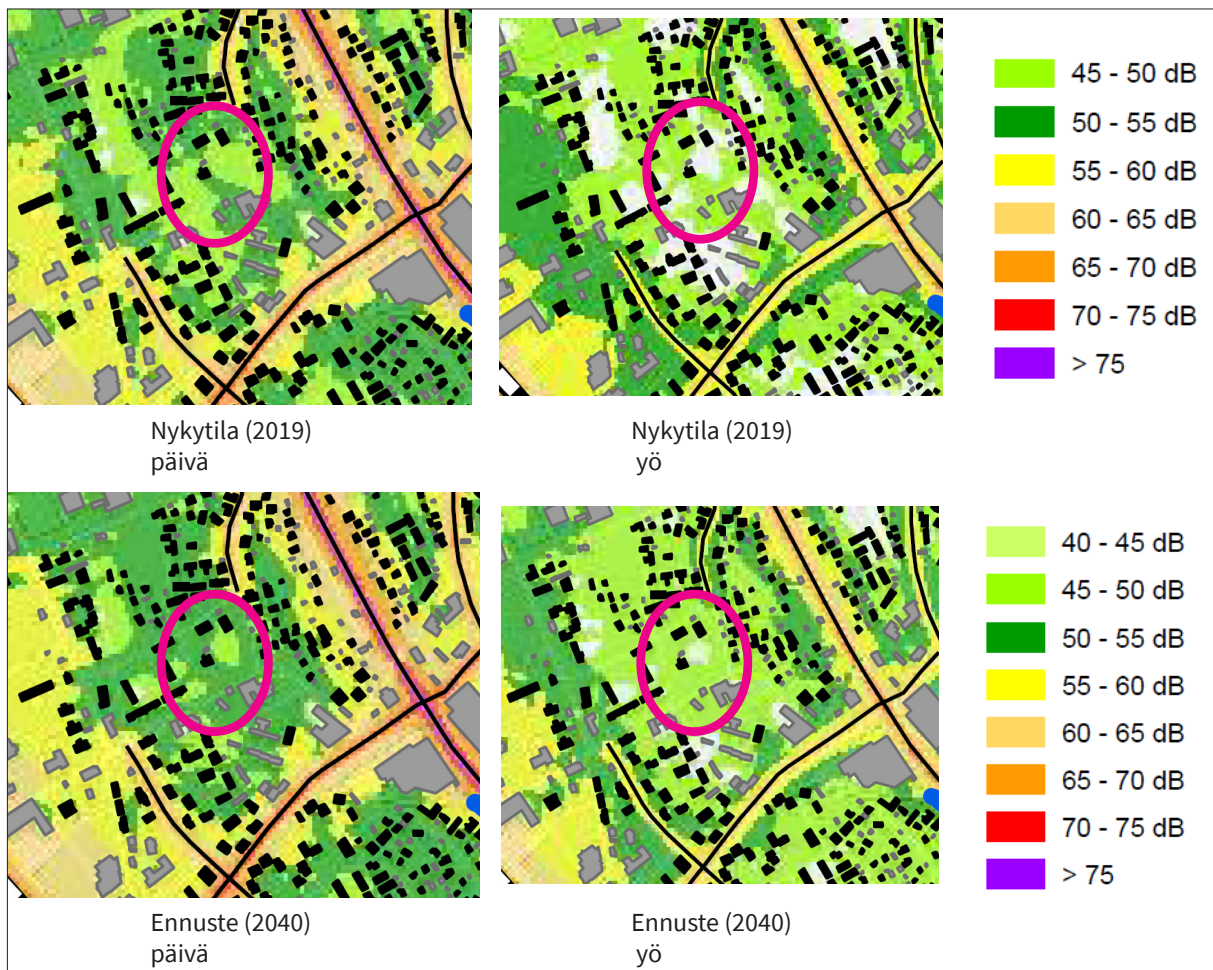 45 - 50 dB
50 - 55 dB
55 - 60 dB
60 - 65 dB
65 - 70 dB
70 - 75 dB
> 75
Nykytila (2019)
päivä
Nykytila (2019)
yö
40 - 45 dB
45 - 50 dB
50 - 55 dB
55 - 60 dB
60 - 65 dB
65 - 70 dB
70 - 75 dB
> 75
Ennuste (2040)
päivä
Ennuste (2040)
yö